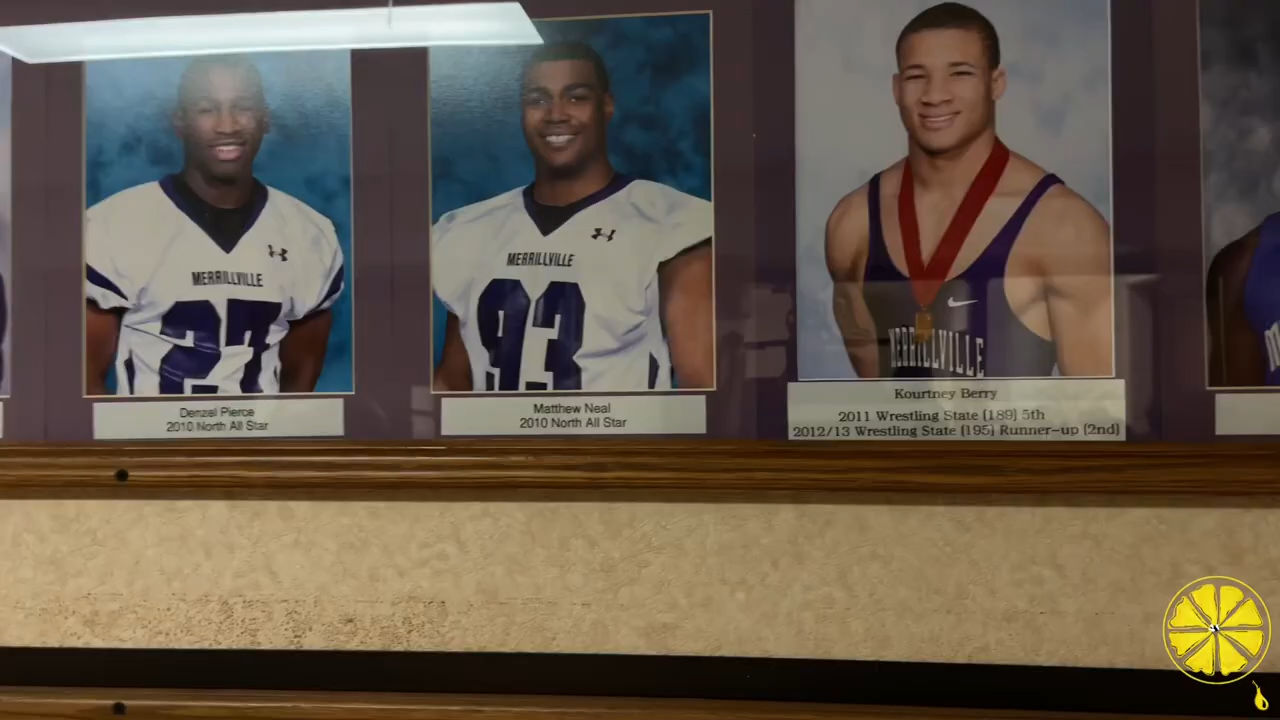 MERRILLVILLE
27
Denzel Pierce
2010 North All Star
MERRILLVILLE
93
Matthew Neal
2010 North All Star
MERRILLVILLE
Kourtney Berry
2011 Wrestling State (189) 5th
2012/13 Wrestling State (195) Runner-up (2nd)